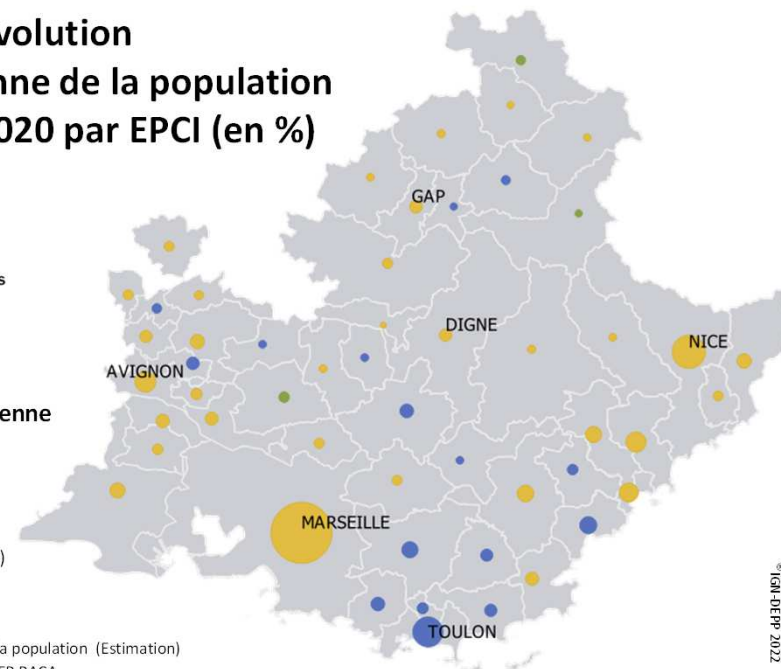 volution
nne de la population
020 par EPCI (en %)
s
GAP
DIGNE
NICE
AVIGNON
enne
MARSEILLE
)
TOULON
a population (Estimation)
© IGN-DEPP 2022